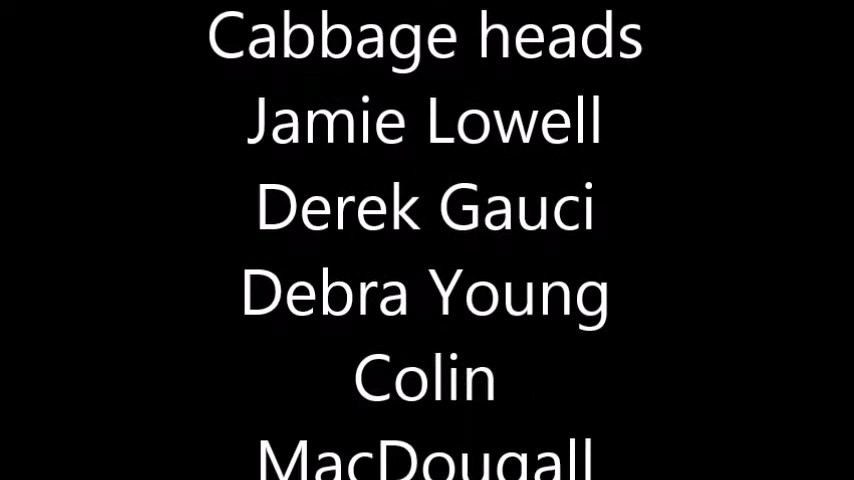 Cabbage heads
Jamie Lowell
Derek Gauci
Debra Young
Colin
MacDougall